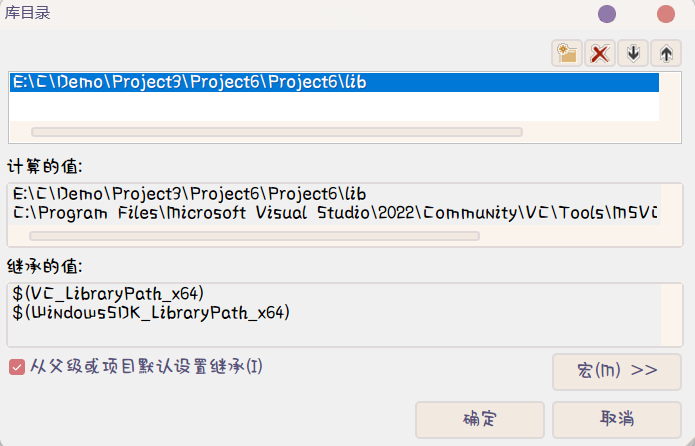 库目录
E:\C\Demo\Project3\Project6\Project6\lib
计算的值:
E:\C\Demo\Project3\Project6\Project6\lib
C:\Program Files\Microsoft Visual Studio\2022\Community\VC\Tools\MSVC
继承的值:
$(VC_LibraryPath_x64)
$(WindowsSDK_LibraryPath_x64)
从父级或项目默认设置继承(I)
宏(M) >>
确定
取消